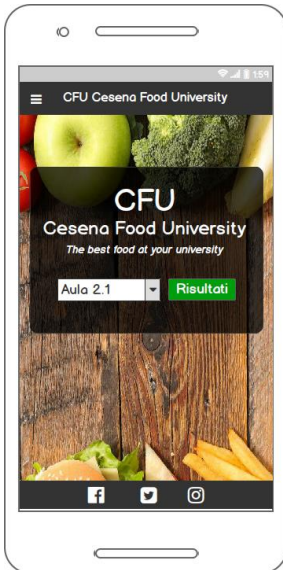 159
CFU Cesena Food University
CFU
Cesena Food University
The best food at your university
Aula 2.1 Risultati